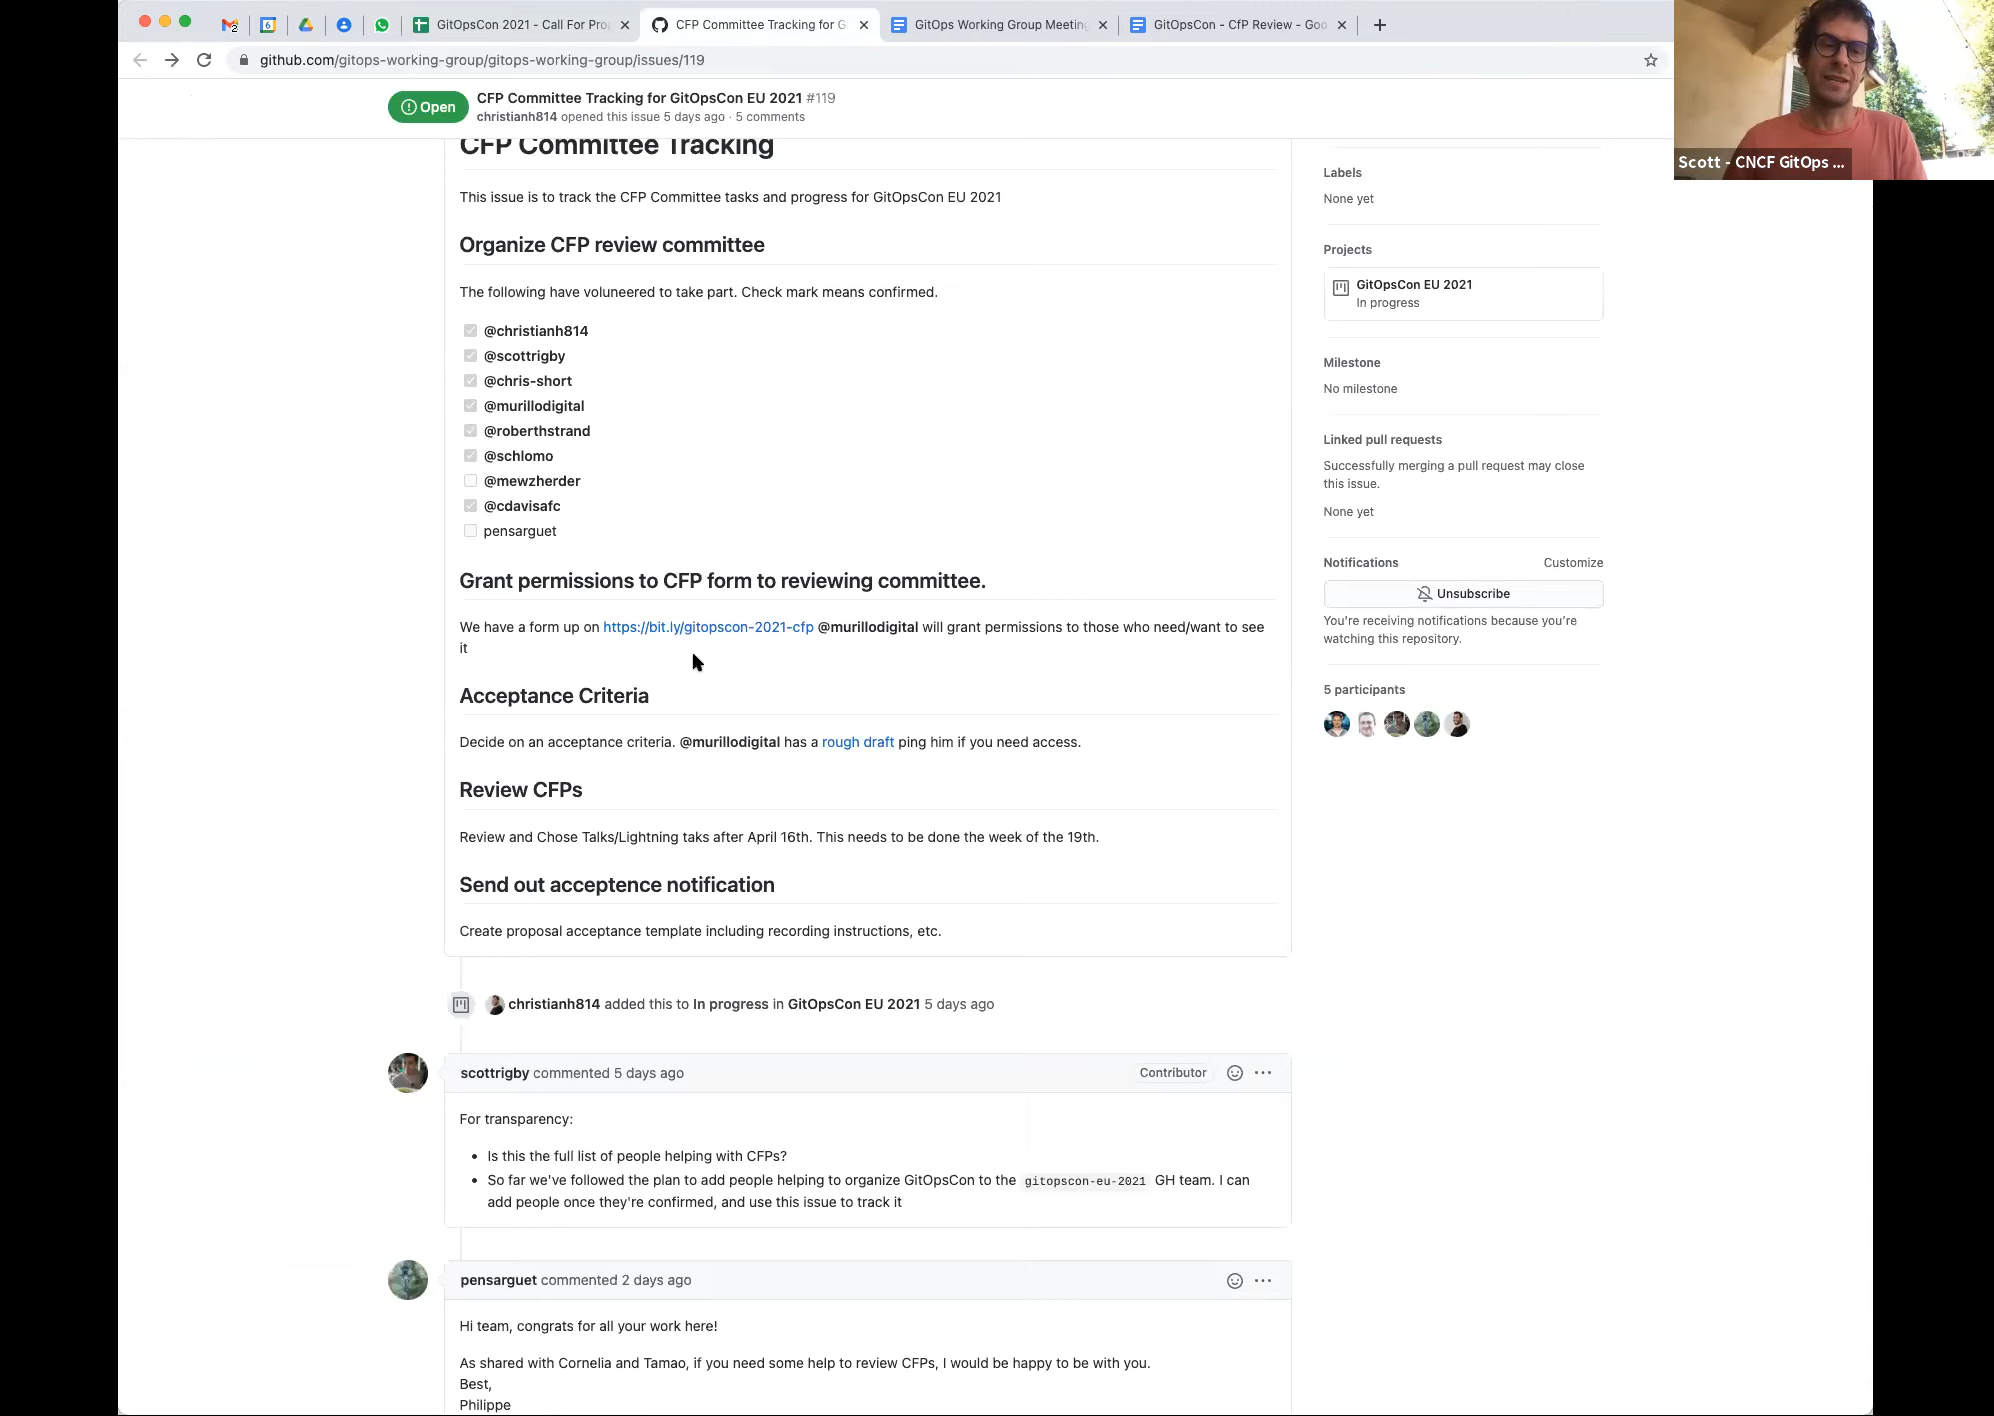 GitOpsCon 2021 - Call For Pro
CFP Committee Tracking for G
GitOps Working Group Meeting
GitOpsCon - CfP Review - Goo
github.com/gitops-working-group/gitops-working-group/issues/119
Scott - CNCF GitOps ...
Open
CFP Committee Tracking for GitOpsCon EU 2021 #119
christianh814 opened this issue 5 days ago · 5 comments
CFP Committee Tracking
This issue is to track the CFP Committee tasks and progress for GitOpsCon EU 2021
Organize CFP review committee
The following have voluneered to take part. Check mark means confirmed.
@christianh814
@scottrigby
@chris-short
@murillodigital
@roberthstrand
@schlomo
@mewzherder
@cdavisafc
pensarguet
Grant permissions to CFP form to reviewing committee.
We have a form up on https://bit.ly/gitopscon-2021-cfp @murillodigital will grant permissions to those who need/want to see
it
Acceptance Criteria
Decide on an acceptance criteria. @murillodigital has a rough draft ping him if you need access.
Review CFPs
Review and Chose Talks/Lightning taks after April 16th. This needs to be done the week of the 19th.
Send out acceptence notification
Create proposal acceptance template including recording instructions, etc.
christianh814 added this to In progress in GitOpsCon EU 2021 5 days ago
scottrigby commented 5 days ago
Contributor
For transparency:
• Is this the full list of people helping with CFPs?
• So far we've followed the plan to add people helping to organize GitOpsCon to the gitopscon-eu-2021 GH team. I can
add people once they're confirmed, and use this issue to track it
pensarguet commented 2 days ago
Hi team, congrats for all your work here!
As shared with Cornelia and Tamao, if you need some help to review CFPs, I would be happy to be with you.
Best,
Philippe
Labels
None yet
Projects
GitOpsCon EU 2021
In progress
Milestone
No milestone
Linked pull requests
Successfully merging a pull request may close
this issue.
None yet
Notifications
Customize
Unsubscribe
You're receiving notifications because you're
watching this repository.
5 participants